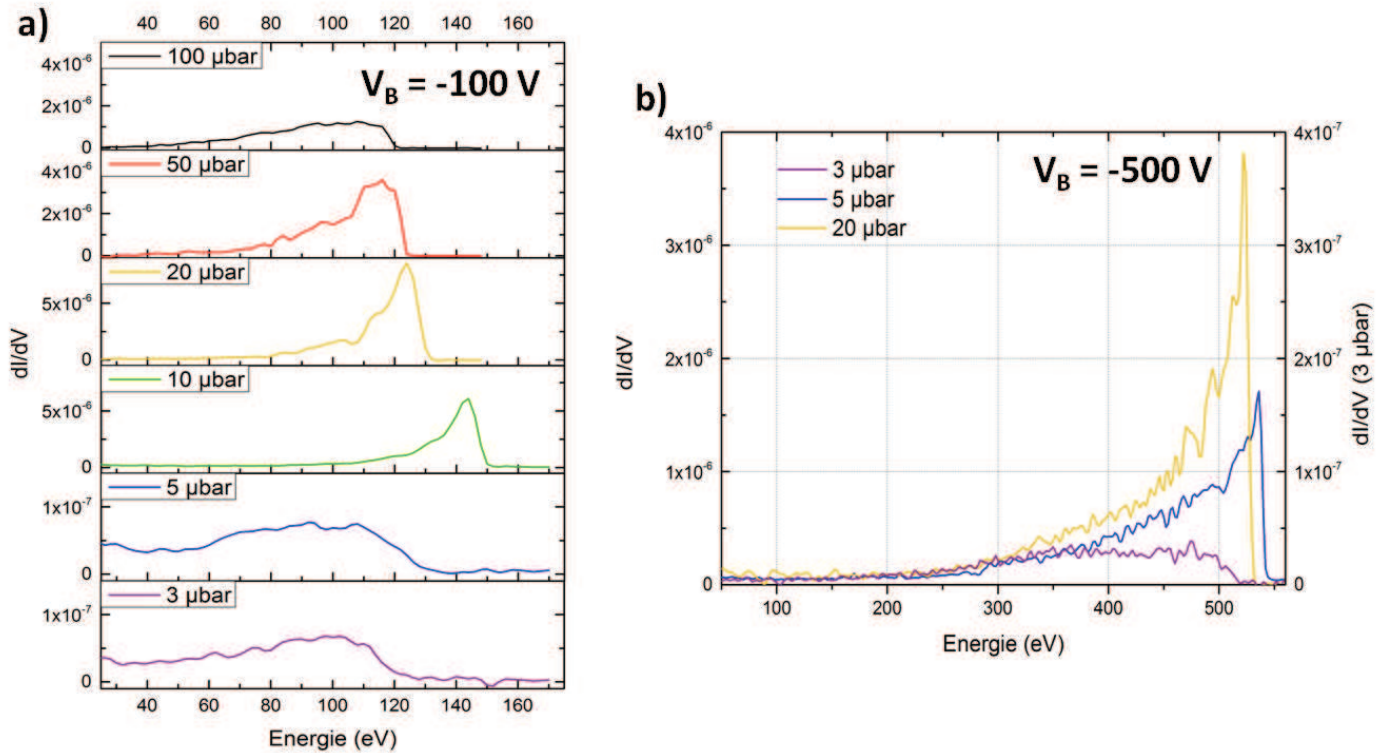 a)
40 60 80 100 120 140 160
100 µbar
V_B = -100 V
4x10⁻⁶
2x10⁻⁶
0
50 µbar
4x10⁻⁶
2x10⁻⁶
0
20 µbar
5x10⁻⁶
0
10 µbar
5x10⁻⁶
0
5 µbar
1x10⁻⁷
0
3 µbar
1x10⁻⁷
0
40 60 80 100 120 140 160
Energie (eV)
dI/dV
b)
V_B = -500 V
3 µbar
5 µbar
20 µbar
4x10⁻⁶
3x10⁻⁶
2x10⁻⁶
1x10⁻⁶
0
dI/dV
4x10⁻⁷
3x10⁻⁷
2x10⁻⁷
1x10⁻⁷
0
dI/dV (3 µbar)
100 200 300 400 500
Energie (eV)